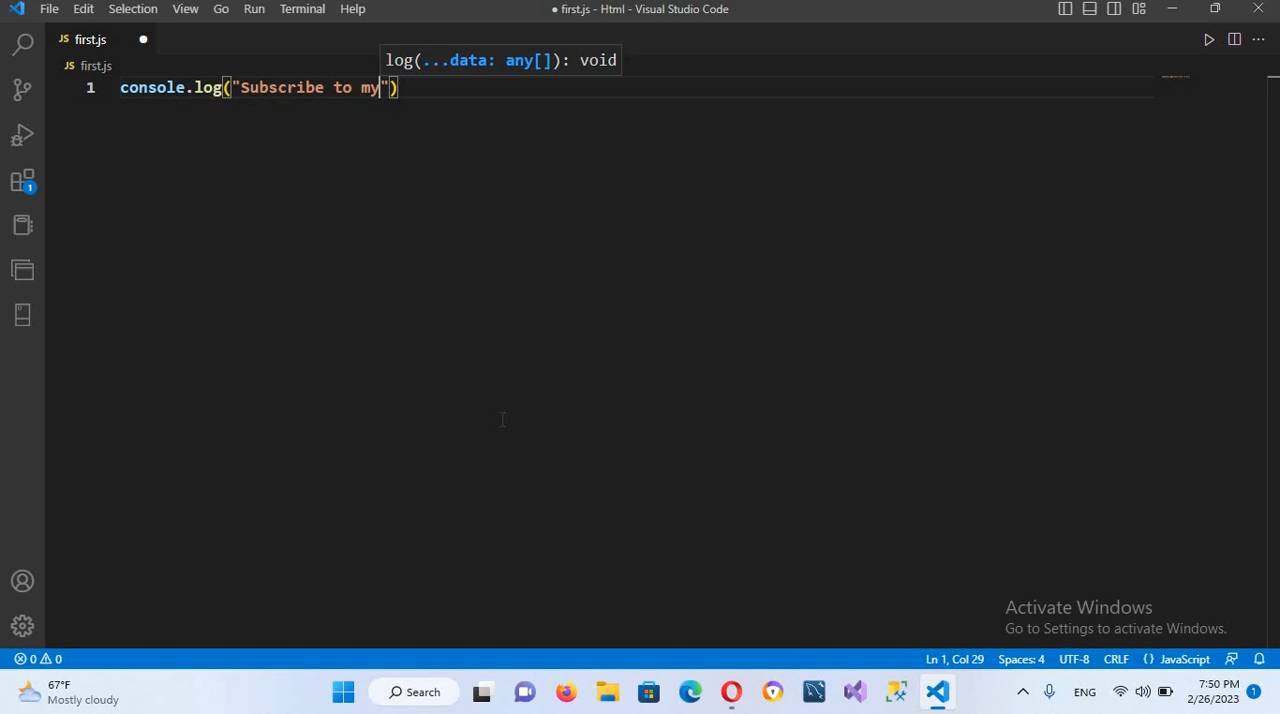 File Edit Selection View Go Run Terminal Help
● first.js - Html - Visual Studio Code
JS first.js ●
JS first.js
log(...data: any[]): void
1 console.log("Subscribe to my")
1
Activate Windows
Go to Settings to activate Windows.
0 0
Ln 1, Col 29 Spaces: 4 UTF-8 CRLF {} JavaScript
67°F
Mostly cloudy
Search
ENG
7:50 PM
2/26/2023
1